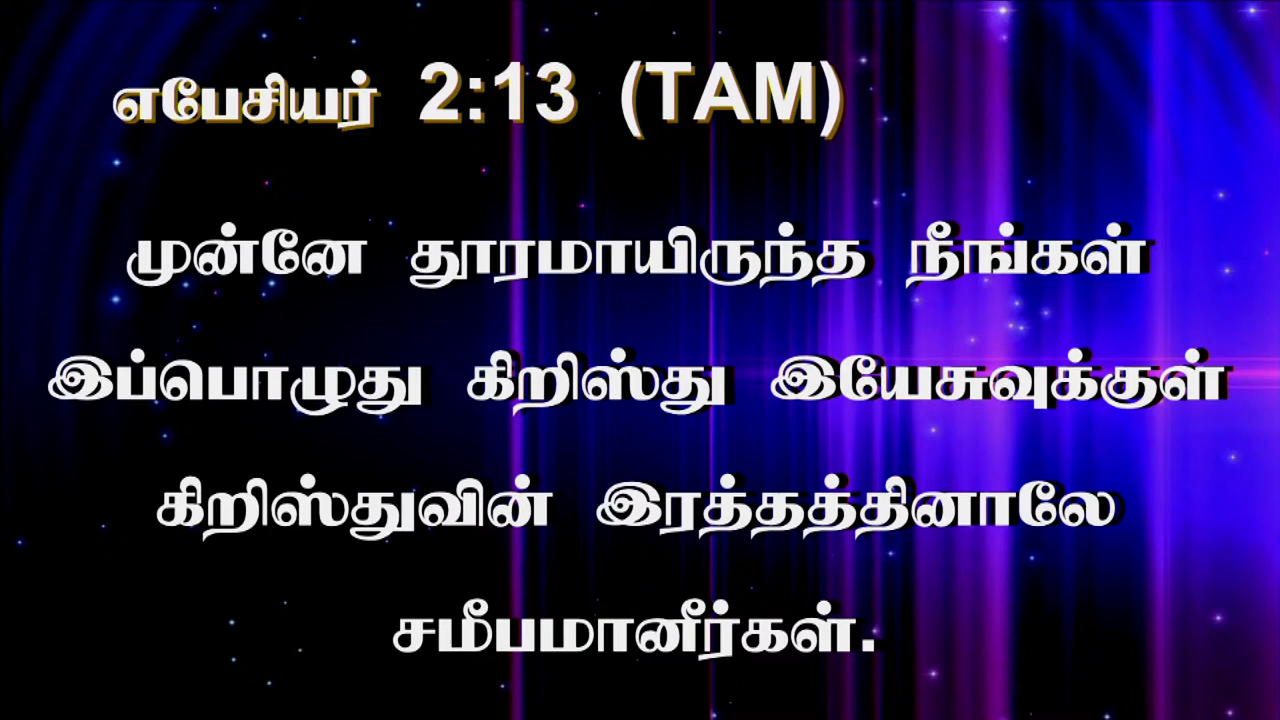 எபேசியர் 2:13 (TAM)
முன்னே தூரமாயிருந்த நீங்கள்
இப்பொழுது கிறிஸ்து இயேசுவுக்குள்
கிறிஸ்துவின் இரத்தத்தினாலே
சமீபமானீர்கள்.